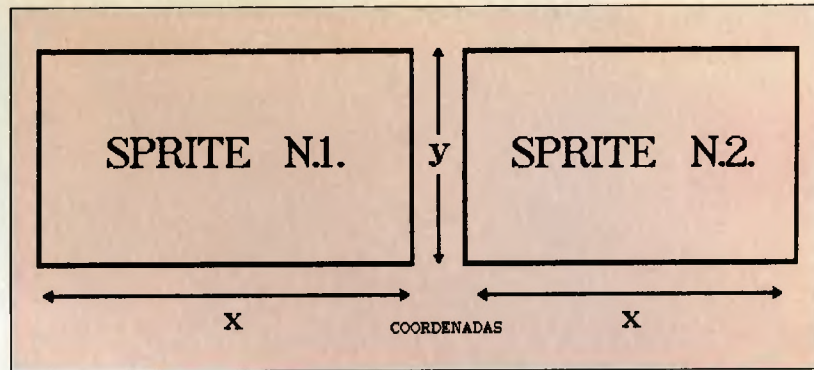 SPRITE N.1.
y
SPRITE N.2.
x
COORDENADAS
x